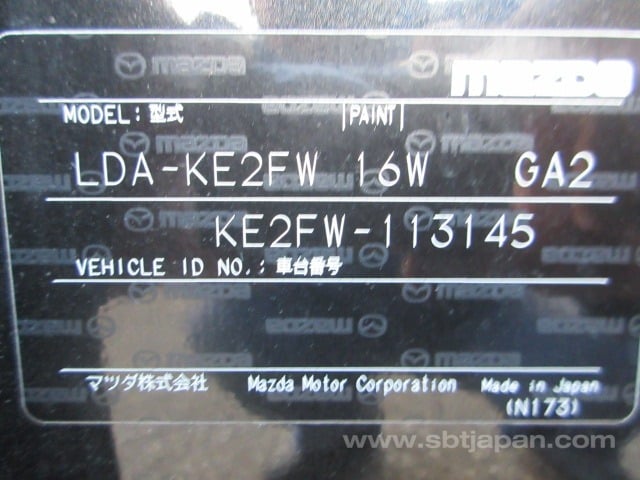 mazda
MODEL: 型式 PAINT
LDA-KE2FW 16W GA2
KE2FW-113145
VEHICLE ID NO.: 車台番号
マツダ株式会社 Mazda Motor Corporation Made in Japan
(N173)
www.sbtjapan.com